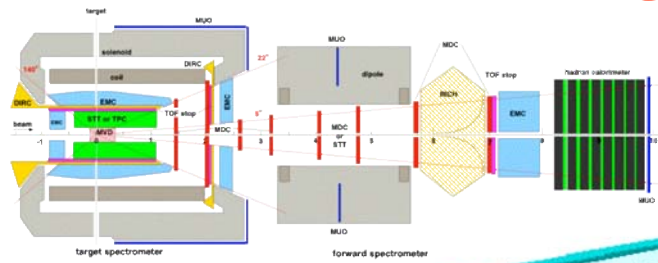 target
solenoid
coil
140°
DIRC
EMC
EMC
STT or TPC
MVD
beam
TOF stop
DIRC
EMC
MDC
22°
5°
MUO
dipole
MDC
or
STT
MUO
MDC
RICH
TOF stop
EMC
hadron calorimeter
MUO
-1
0
1
2
3
4
5
6
7
8
9
target spectrometer
forward spectrometer